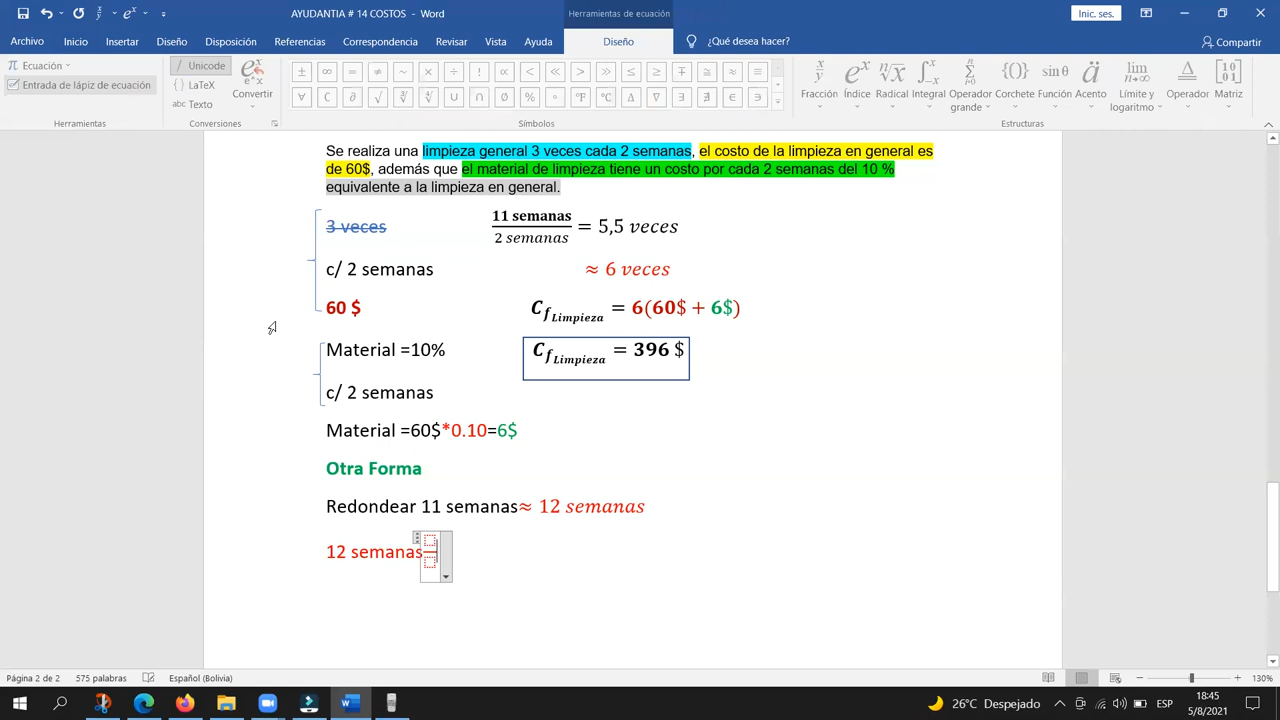 AYUDANTIA # 14 COSTOS - Word
Herramientas de ecuación
Inic. ses.
Archivo Inicio Insertar Diseño Disposición Referencias Correspondencia Revisar Vista Ayuda Diseño ¿Qué desea hacer? Compartir
π Ecuación
Entrada de lápiz de ecuación
Herramientas
Unicode
LaTeX
abc Texto
Convertir
Conversiones
± ∞ = ≠ ~ × ÷ ! ∝ < ≪ > ≫ ≤ ≥ ∓ ≅ ≈ ≡
∀ ∁ ∂ √ ∛ ∜ ∪ ∩ ∅ % ° °F °C ∆ ∇ ∃ ∄ ∈ ∋
Símbolos
Fracción Índice Radical Integral Operador grande Corchete Función Acento Límite y logaritmo Operador Matriz
Estructuras
Se realiza una limpieza general 3 veces cada 2 semanas, el costo de la limpieza en general es
de 60$, además que el material de limpieza tiene un costo por cada 2 semanas del 10 %
equivalente a la limpieza en general.
3 veces 11 semanas / 2 semanas = 5,5 veces
c/ 2 semanas ≈ 6 veces
60 $ C f Limpieza = 6(60$ + 6$)
Material =10% C f Limpieza = 396 $
c/ 2 semanas
Material =60$*0.10=6$
Otra Forma
Redondear 11 semanas≈ 12 semanas
12 semanas
Página 2 de 2 575 palabras Español (Bolivia) 130%
26°C Despejado ESP 18:45
5/8/2021